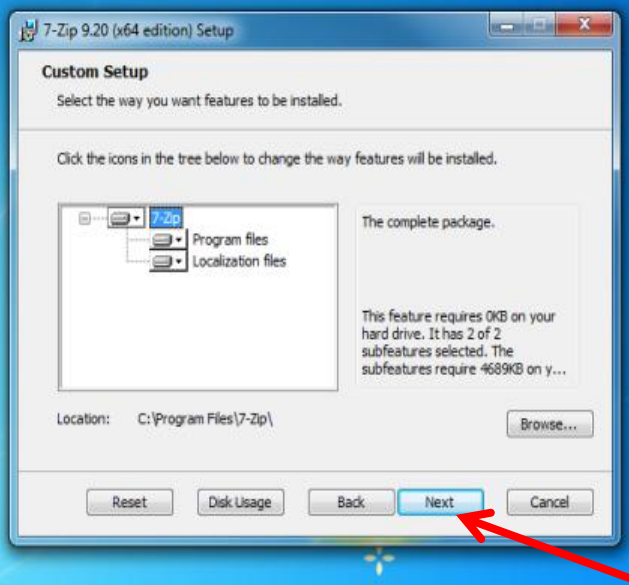 7-Zip 9.20 (x64 edition) Setup
Custom Setup
Select the way you want features to be installed.
Click the icons in the tree below to change the way features will be installed.
7-Zip
Program files
Localization files
The complete package.
This feature requires 0KB on your
hard drive. It has 2 of 2
subfeatures selected. The
subfeatures require 4689KB on y...
Location: C:\Program Files\7-Zip\
Browse...
Reset Disk Usage Back Next Cancel